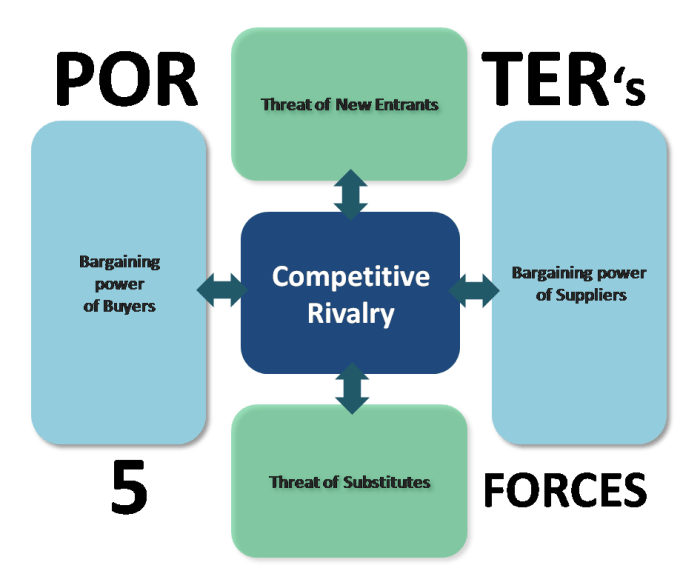 POR
TER‘s
Threat of New Entrants
Bargaining
power
of Buyers
Competitive
Rivalry
Bargaining power
of Suppliers
Threat of Substitutes
5
FORCES